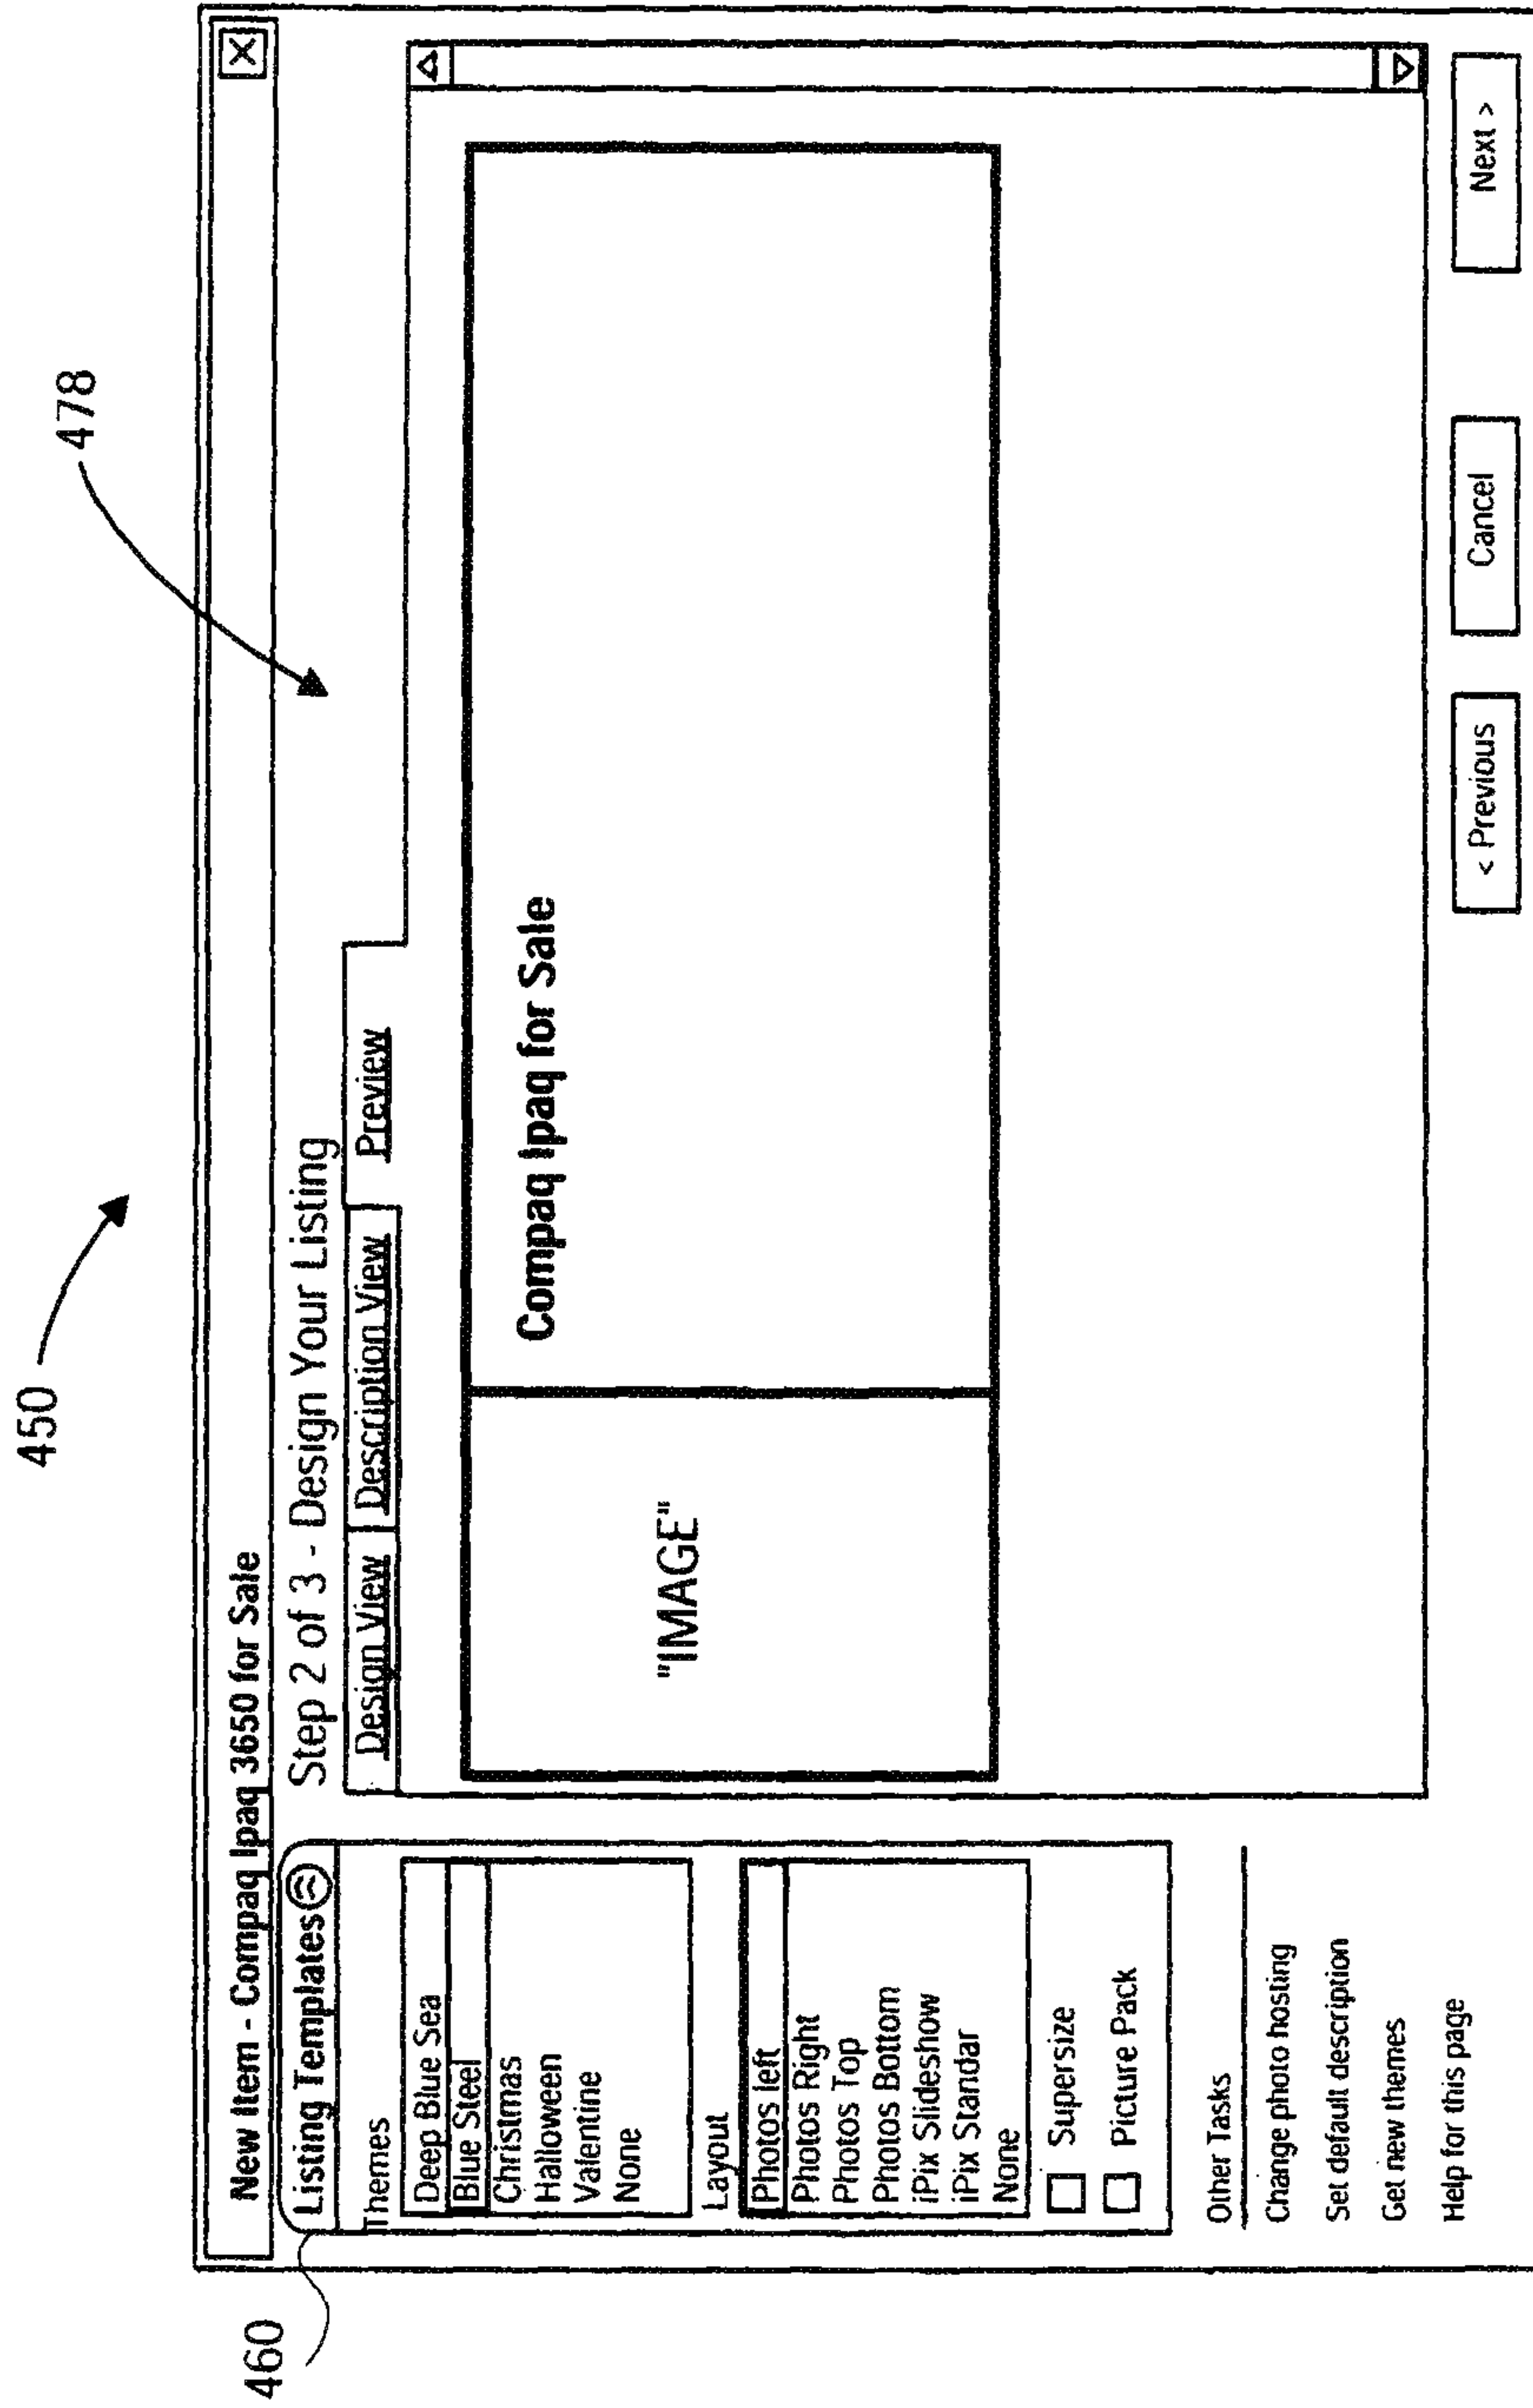 450
478
460
New Item - Compaq Ipaq 3650 for Sale
X
Listing Templates
Themes
Deep Blue Sea
Blue Steel
Christmas
Halloween
Valentine
None
Layout
Photos left
Photos Right
Photos Top
Photos Bottom
iPix Slideshow
iPix Standar
None
Supersize
Picture Pack
Other Tasks
Change photo hosting
Set default description
Get new themes
Help for this page
Step 2 of 3 - Design Your Listing
Design View Description View Preview
Compaq Ipaq for Sale
"IMAGE"
< Previous Cancel Next >